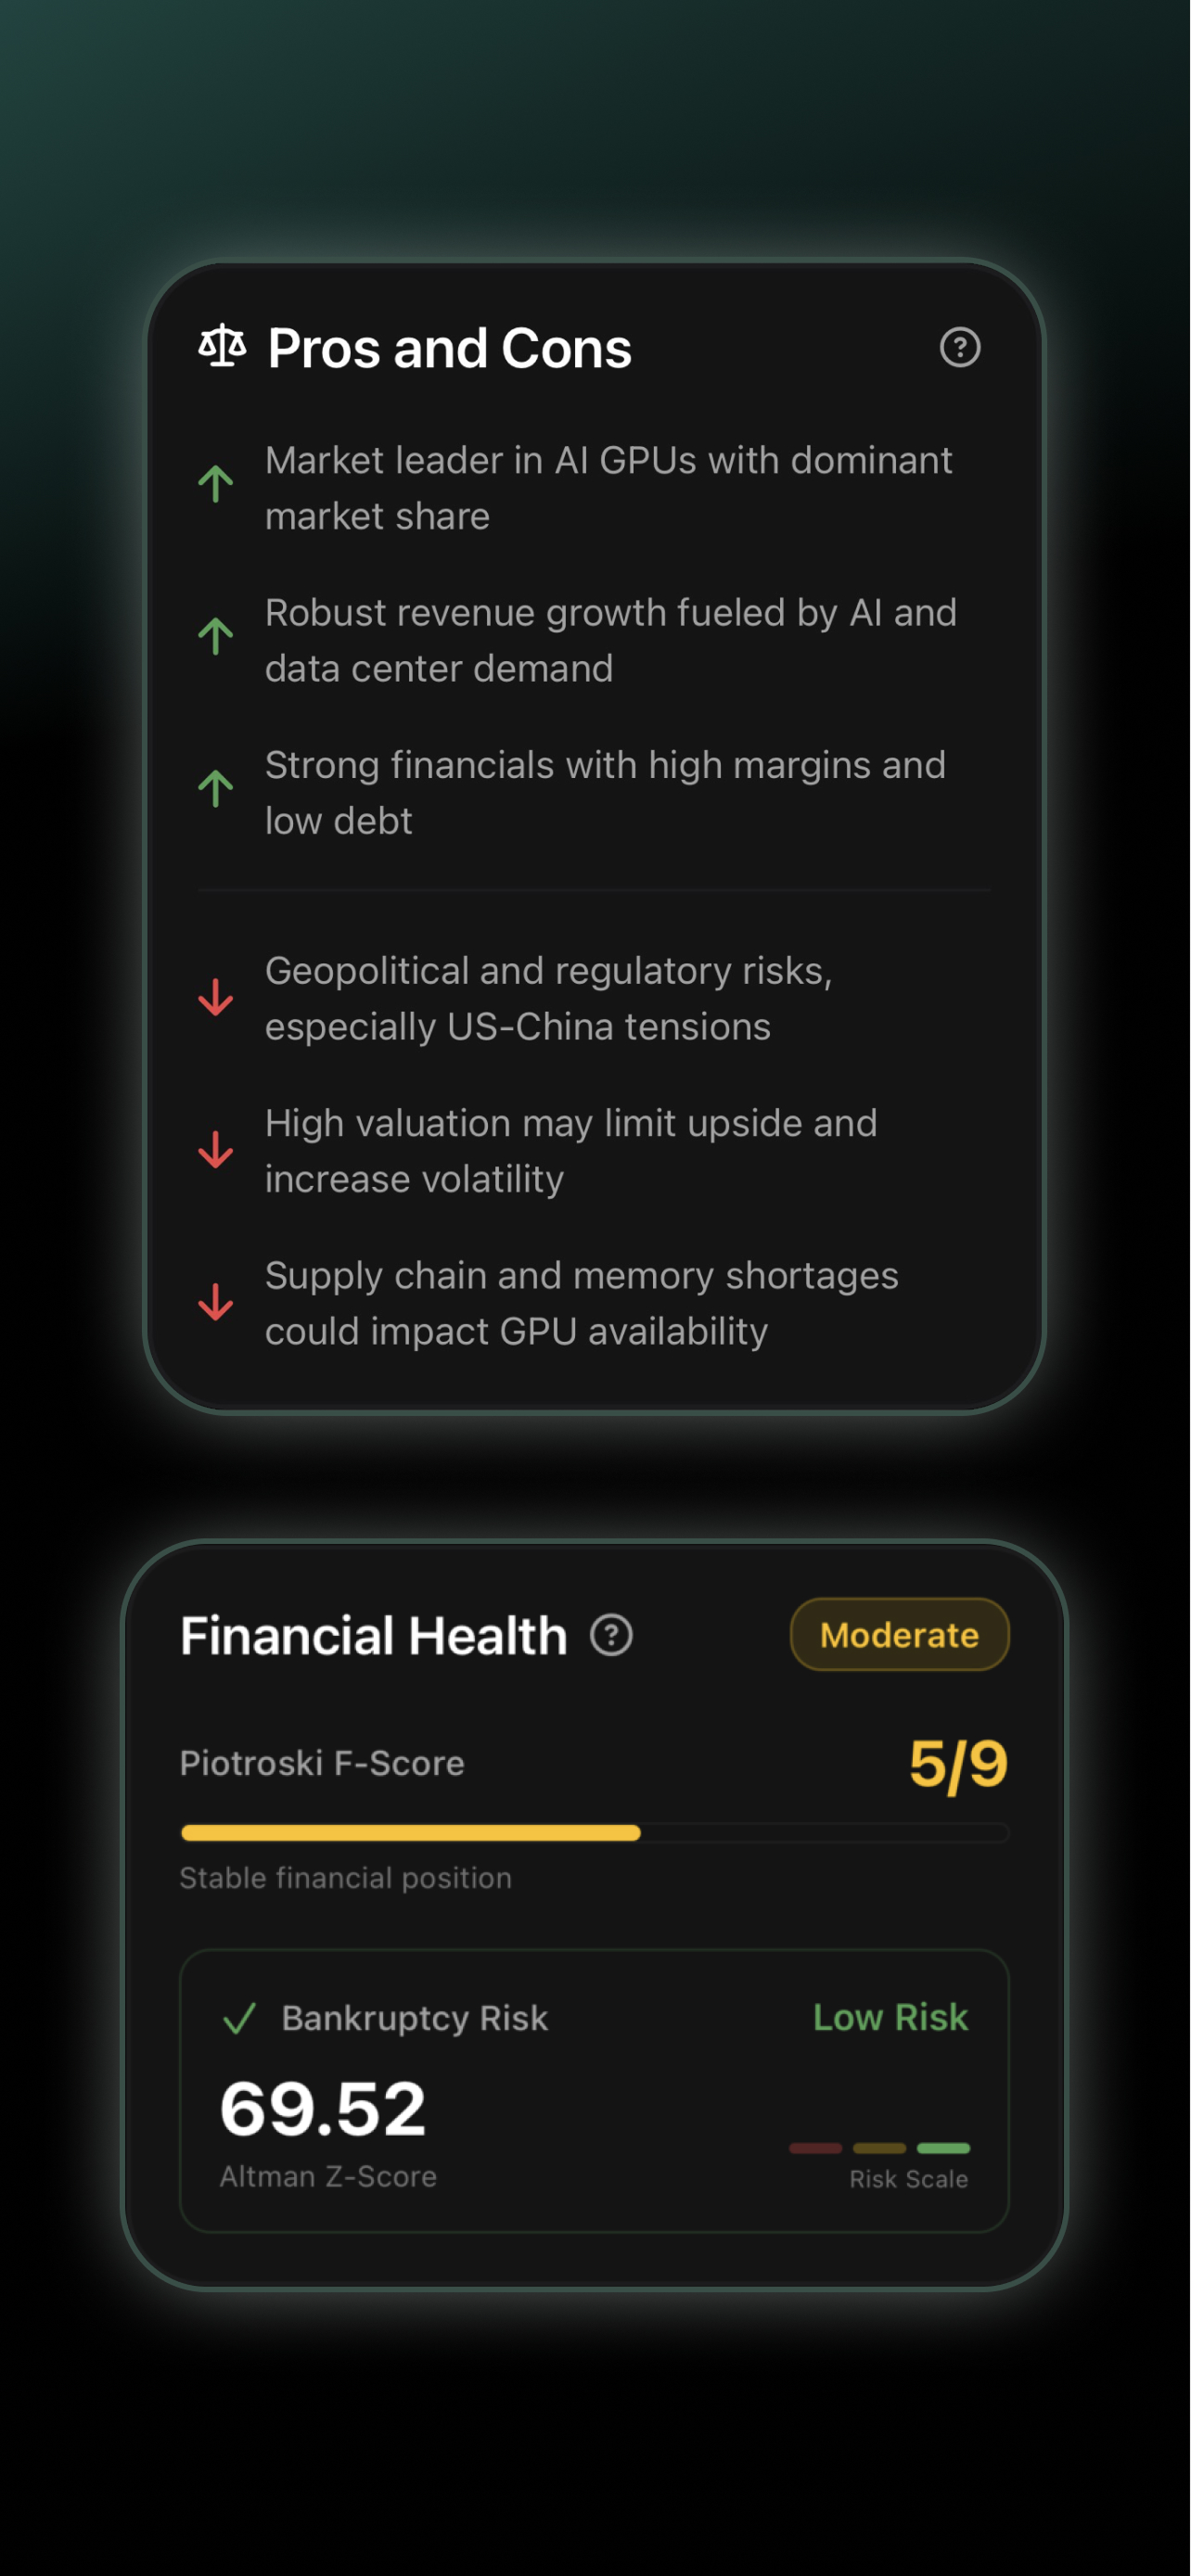 Pros and Cons
Market leader in AI GPUs with dominant
market share
Robust revenue growth fueled by AI and
data center demand
Strong financials with high margins and
low debt
Geopolitical and regulatory risks,
especially US-China tensions
High valuation may limit upside and
increase volatility
Supply chain and memory shortages
could impact GPU availability
Financial Health
Moderate
Piotroski F-Score
5/9
Stable financial position
Bankruptcy Risk
Low Risk
69.52
Altman Z-Score
Risk Scale